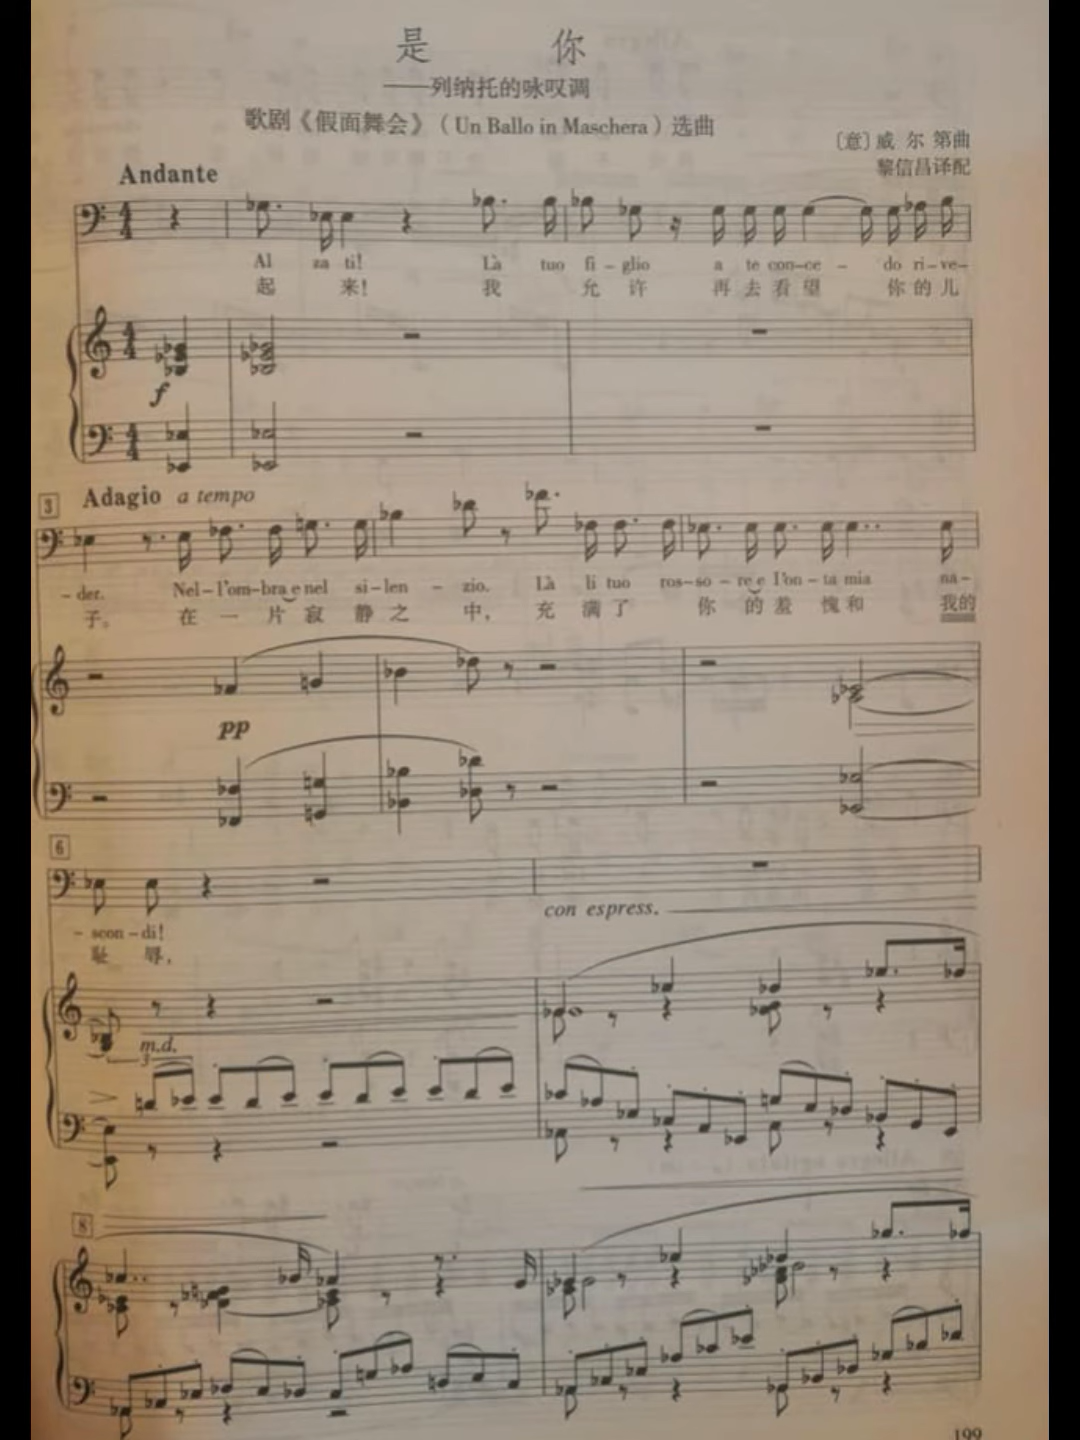 是 你
——列纳托的咏叹调
歌剧《假面舞会》（Un Ballo in Maschera）选曲
〔意〕威 尔 第曲
黎信昌译配
Andante
Al za ti! Là tuo fi – glio a te con–ce – do ri–ve–
起 来! 我 允 许 再 去 看 望 你 的 儿
f
3 Adagio a tempo
– der. Nel–l'om–bra e nel si–len – zio. Là li tuo ros–so – re e l'on–ta mia na–
子。 在 一 片 寂 静 之 中, 充 满 了 你 的 羞 愧 和 我的
pp
6
con espress.
– scon–di!
耻 辱,
m.d.
3
8
199